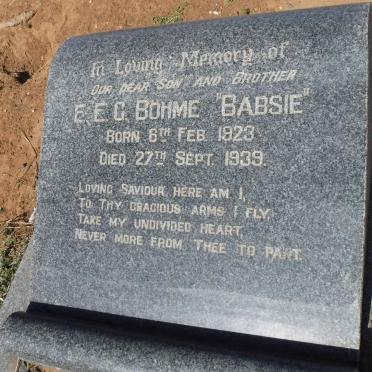 In Loving Memory of
Our Dear Son and Brother
E. E. G. Bohme "Babsie"
Born 6th Feb. 1923
Died 27th Sept. 1939.
Loving Saviour here am I,
To Thy gracious arms I fly.
Take my undivided heart,
Never more from Thee to part.